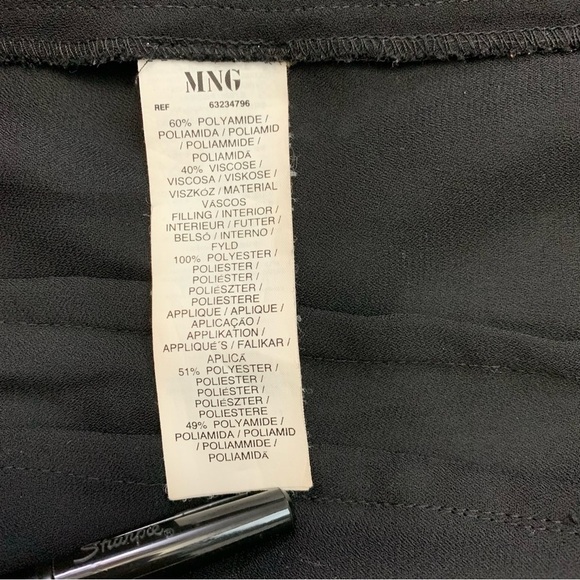 MNG
REF 63234796
60% POLYAMIDE /
POLIAMIDA / POLIAMID
/ POLIAMMIDE /
POLIAMIDĂ
40% VISCOSE /
VISCOSA / VISKOSE /
VISZKÓZ / MATERIAL
VÁSCOS
FILLING / INTERIOR /
INTERIEUR / FUTTER /
BELSŐ / INTERNO /
FYLD
100% POLYESTER /
POLIESTER /
POLIÉSTER /
POLIÉSZTER /
POLIESTERE
APPLIQUE / APLIQUE /
APLICAÇÃO /
APPLIKATION /
APPLIQUÉ'S / FALIKAR /
APLICĂ
51% POLYESTER /
POLIESTER /
POLIÉSTER /
POLIÉSZTER /
POLIESTERE
49% POLYAMIDE /
POLIAMIDA / POLIAMID
/ POLIAMMIDE /
POLIAMIDĂ
Sharpie®